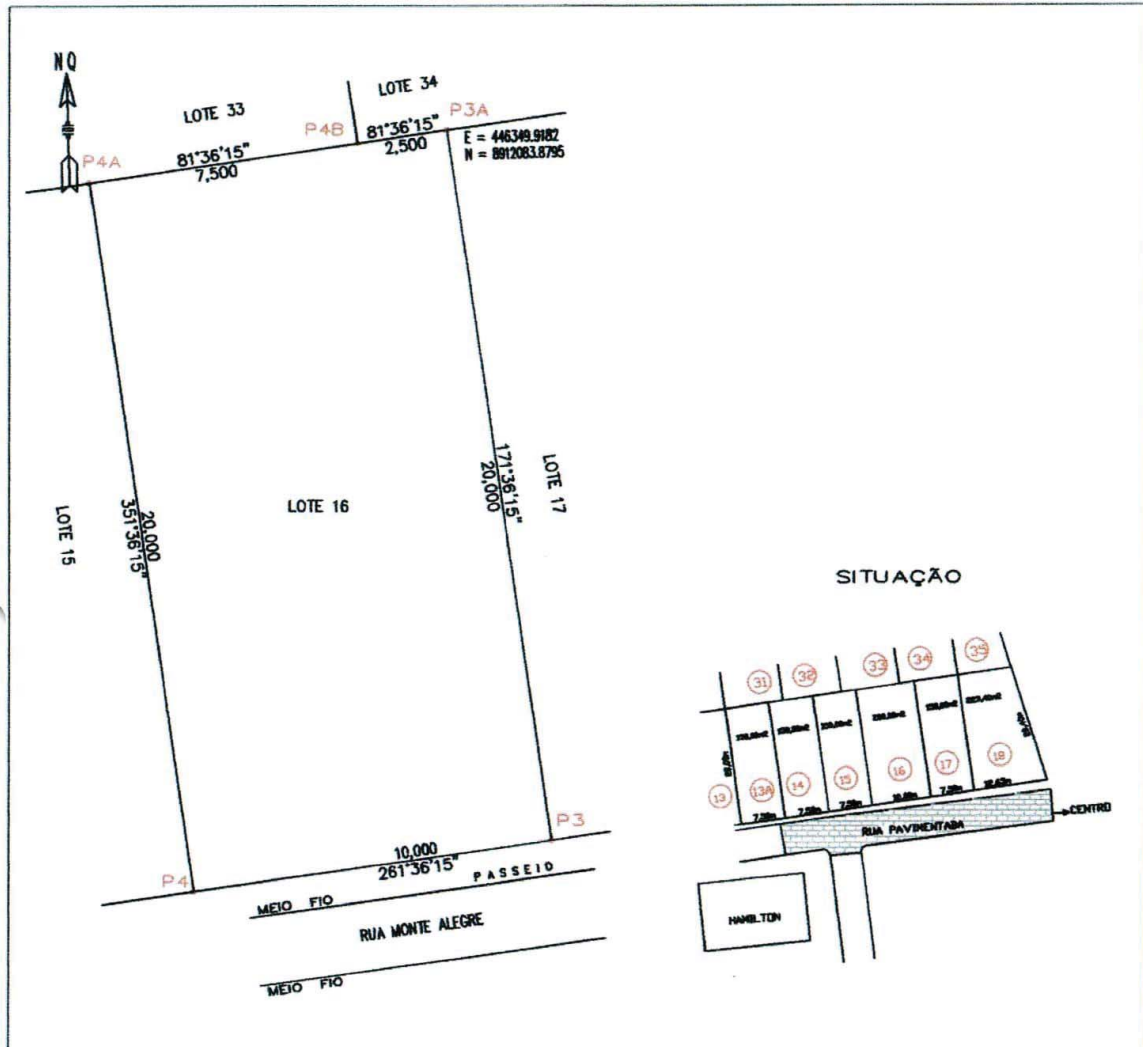 NQ
LOTE 33
LOTE 34
P4A
81°36'15"
7,500
P4B
81°36'15"
2,500
P3A
E = 446349.9182
N = 8912083.8795
LOTE 15
20,000
351°36'15"
LOTE 16
171°36'15"
20,000
LOTE 17
P4
10,000
261°36'15"
P3
PASSEIO
MEIO FIO
RUA MONTE ALEGRE
MEIO FIO
SITUAÇÃO
31
32
33
34
35
13
13A
14
15
16
17
18
RUA PAVIMENTADA
CENTRO
HAMILTON